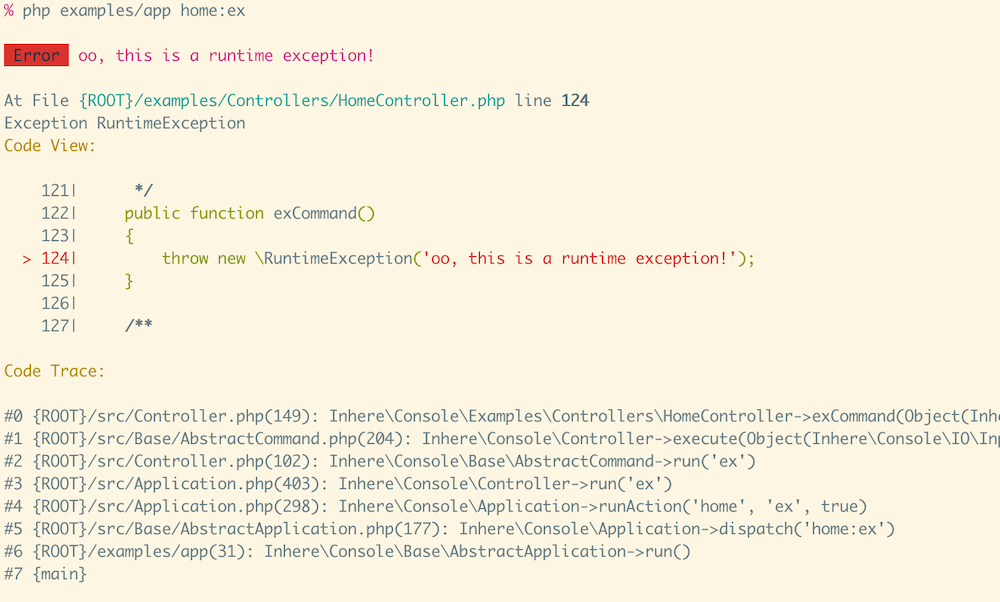 % php examples/app home:ex
Error oo, this is a runtime exception!
At File {ROOT}/examples/Controllers/HomeController.php line 124
Exception RuntimeException
Code View:
121| */
122| public function exCommand()
123| {
> 124| throw new \RuntimeException('oo, this is a runtime exception!');
125| }
126|
127| /**
Code Trace:
#0 {ROOT}/src/Controller.php(149): Inhere\Console\Examples\Controllers\HomeController->exCommand(Object(Inhe
#1 {ROOT}/src/Base/AbstractCommand.php(204): Inhere\Console\Controller->execute(Object(Inhere\Console\IO\Inp
#2 {ROOT}/src/Controller.php(102): Inhere\Console\Base\AbstractCommand->run('ex')
#3 {ROOT}/src/Application.php(403): Inhere\Console\Controller->run('ex')
#4 {ROOT}/src/Application.php(298): Inhere\Console\Application->runAction('home', 'ex', true)
#5 {ROOT}/src/Base/AbstractApplication.php(177): Inhere\Console\Application->dispatch('home:ex')
#6 {ROOT}/examples/app(31): Inhere\Console\Base\AbstractApplication->run()
#7 {main}